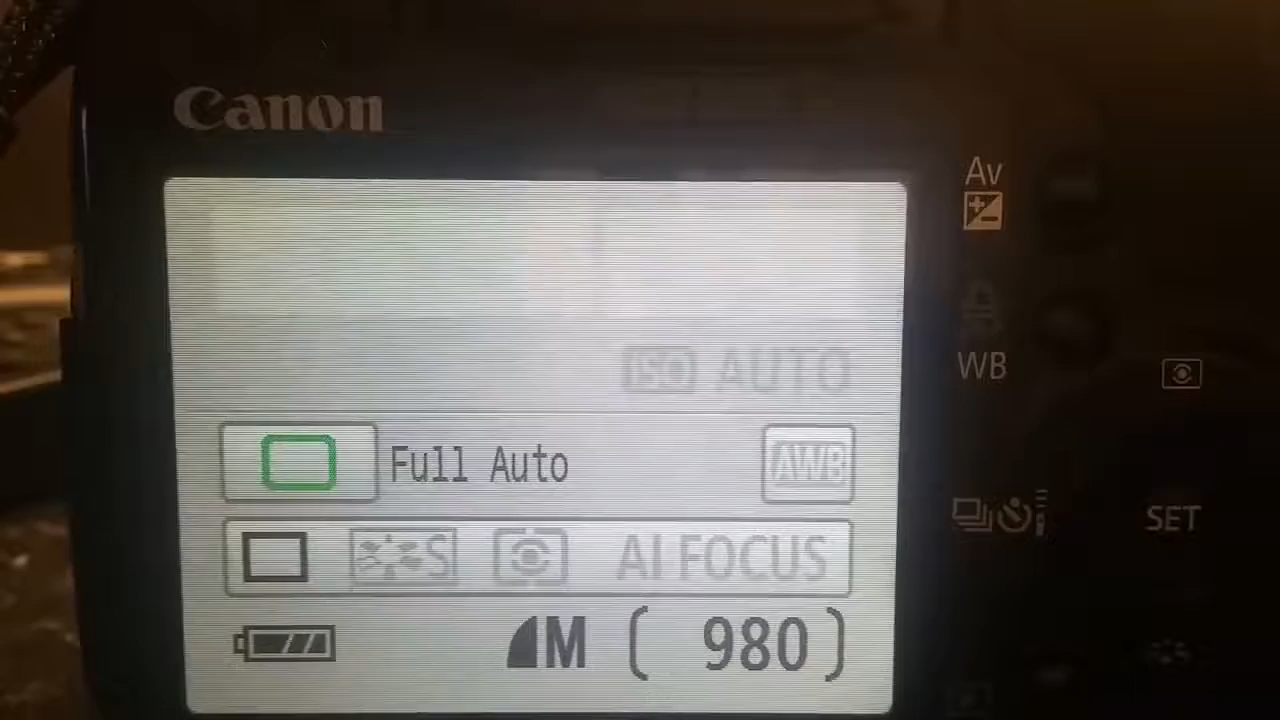 Canon
Av
ISO AUTO
WB
Full Auto
AWB
SET
S
AI FOCUS
M [ 980 ]